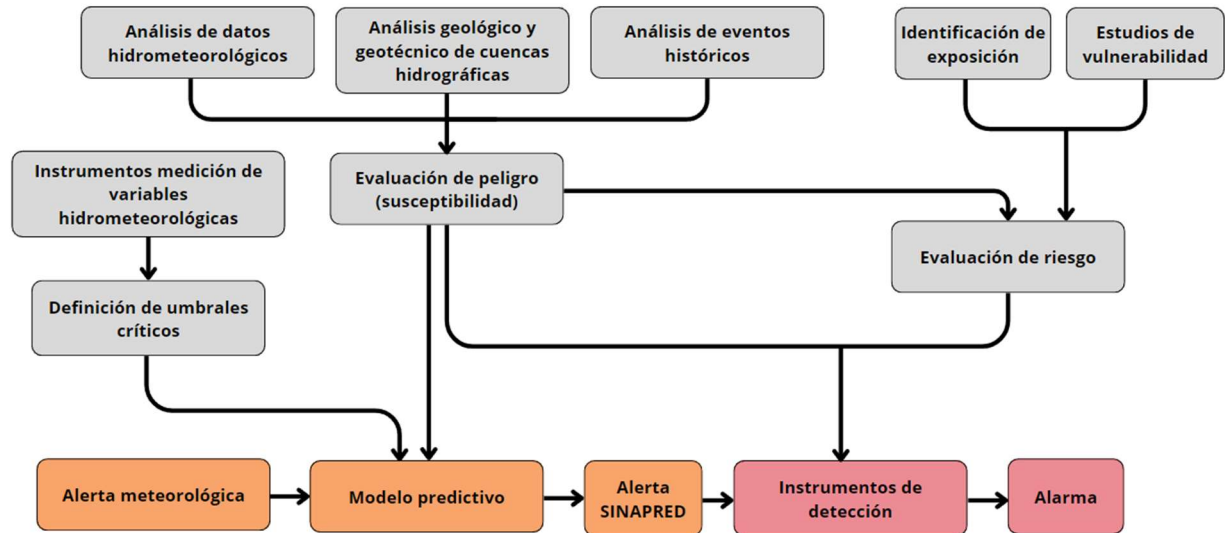 Análisis de datos
hidrometeorológicos
Análisis geológico y
geotécnico de cuencas
hidrográficas
Análisis de eventos
históricos
Identificación de
exposición
Estudios de
vulnerabilidad
Instrumentos medición de
variables
hidrometeorológicas
Evaluación de peligro
(susceptibilidad)
Evaluación de riesgo
Definición de umbrales
críticos
Alerta meteorológica
Modelo predictivo
Alerta
SINAPRED
Instrumentos de
detección
Alarma